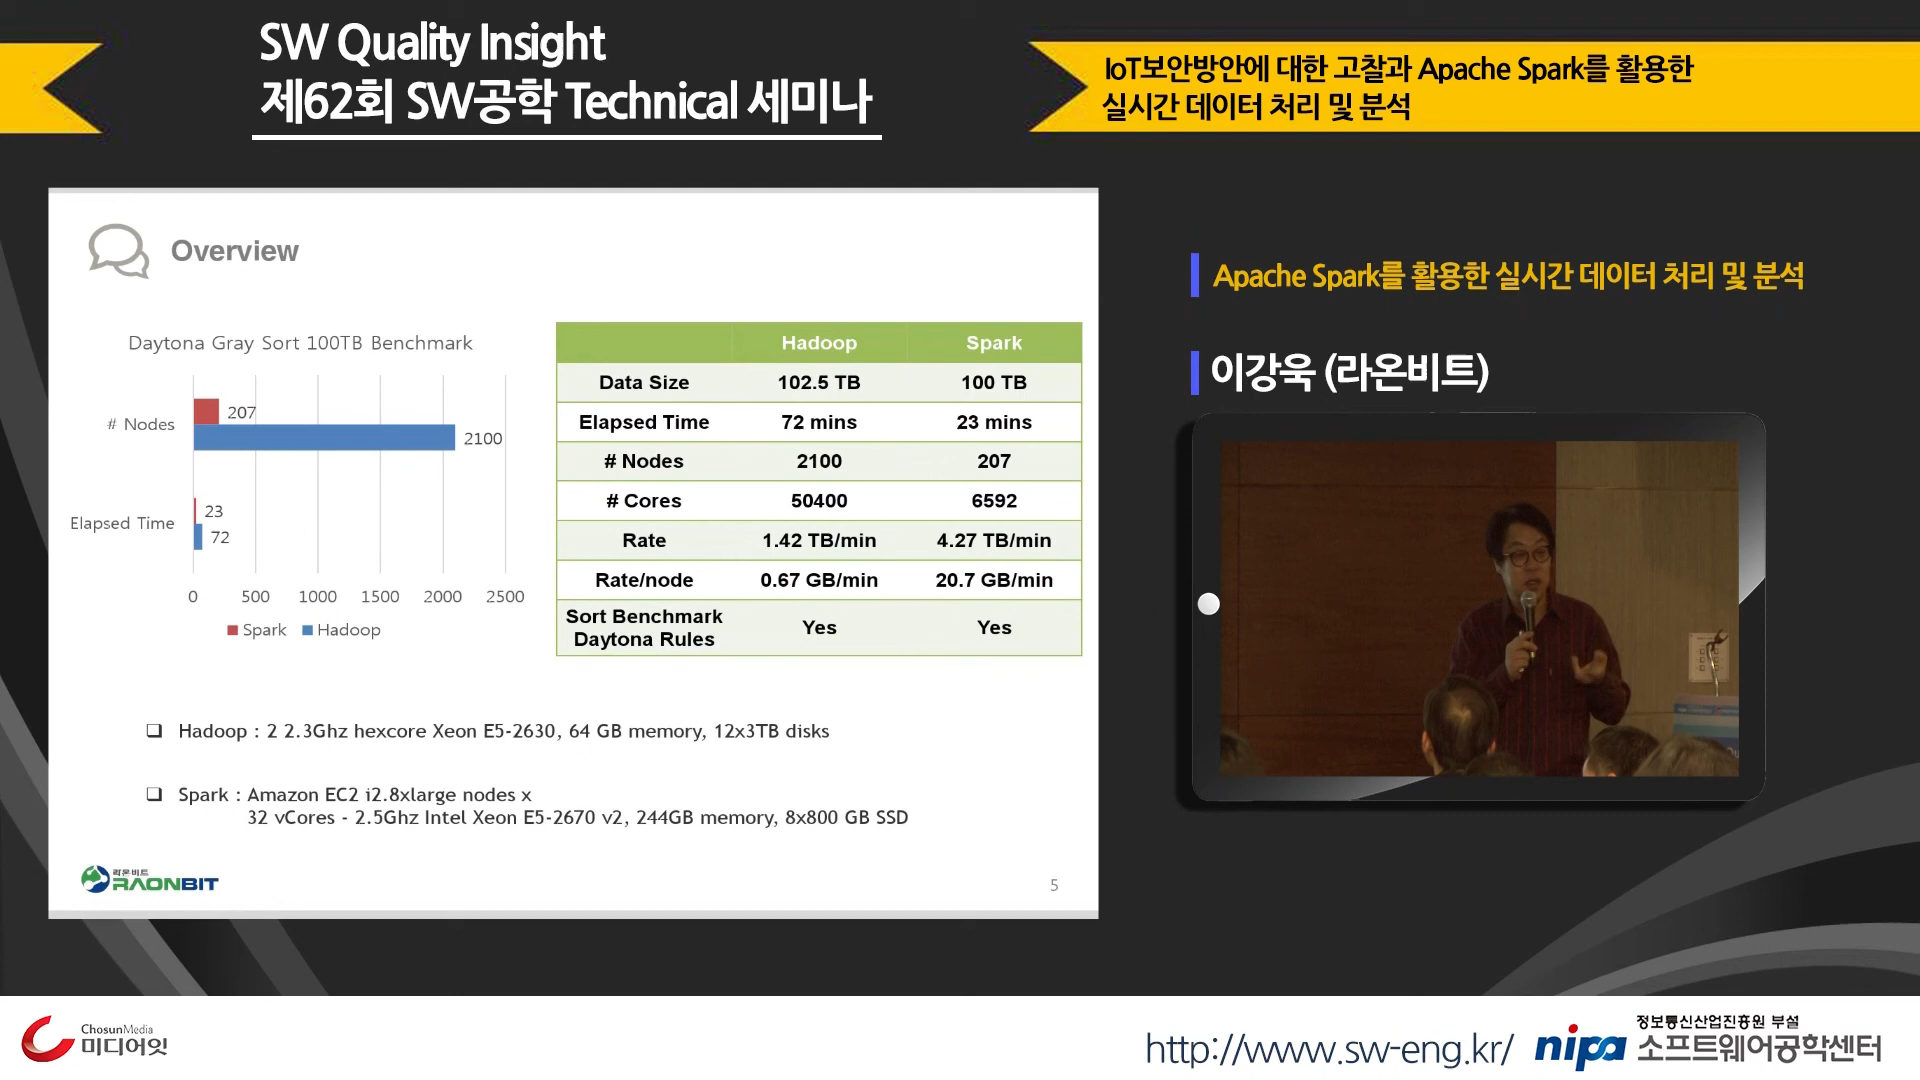 SW Quality Insight
제62회 SW공학 Technical 세미나
IoT보안방안에 대한 고찰과 Apache Spark를 활용한
실시간 데이터 처리 및 분석
Overview
Daytona Gray Sort 100TB Benchmark
# Nodes
207
2100
Elapsed Time
23
72
0 500 1000 1500 2000 2500
Spark Hadoop
Hadoop Spark
Data Size 102.5 TB 100 TB
Elapsed Time 72 mins 23 mins
# Nodes 2100 207
# Cores 50400 6592
Rate 1.42 TB/min 4.27 TB/min
Rate/node 0.67 GB/min 20.7 GB/min
Sort Benchmark
Daytona Rules Yes Yes
❑ Hadoop : 2 2.3Ghz hexcore Xeon E5-2630, 64 GB memory, 12x3TB disks
❑ Spark : Amazon EC2 i2.8xlarge nodes x
32 vCores - 2.5Ghz Intel Xeon E5-2670 v2, 244GB memory, 8x800 GB SSD
라온비트
RAONBIT
5
Apache Spark를 활용한 실시간 데이터 처리 및 분석
이강욱 (라온비트)
ChosunMedia
미디어잇
http://www.sw-eng.kr/
nipa
정보통신산업진흥원 부설
소프트웨어공학센터